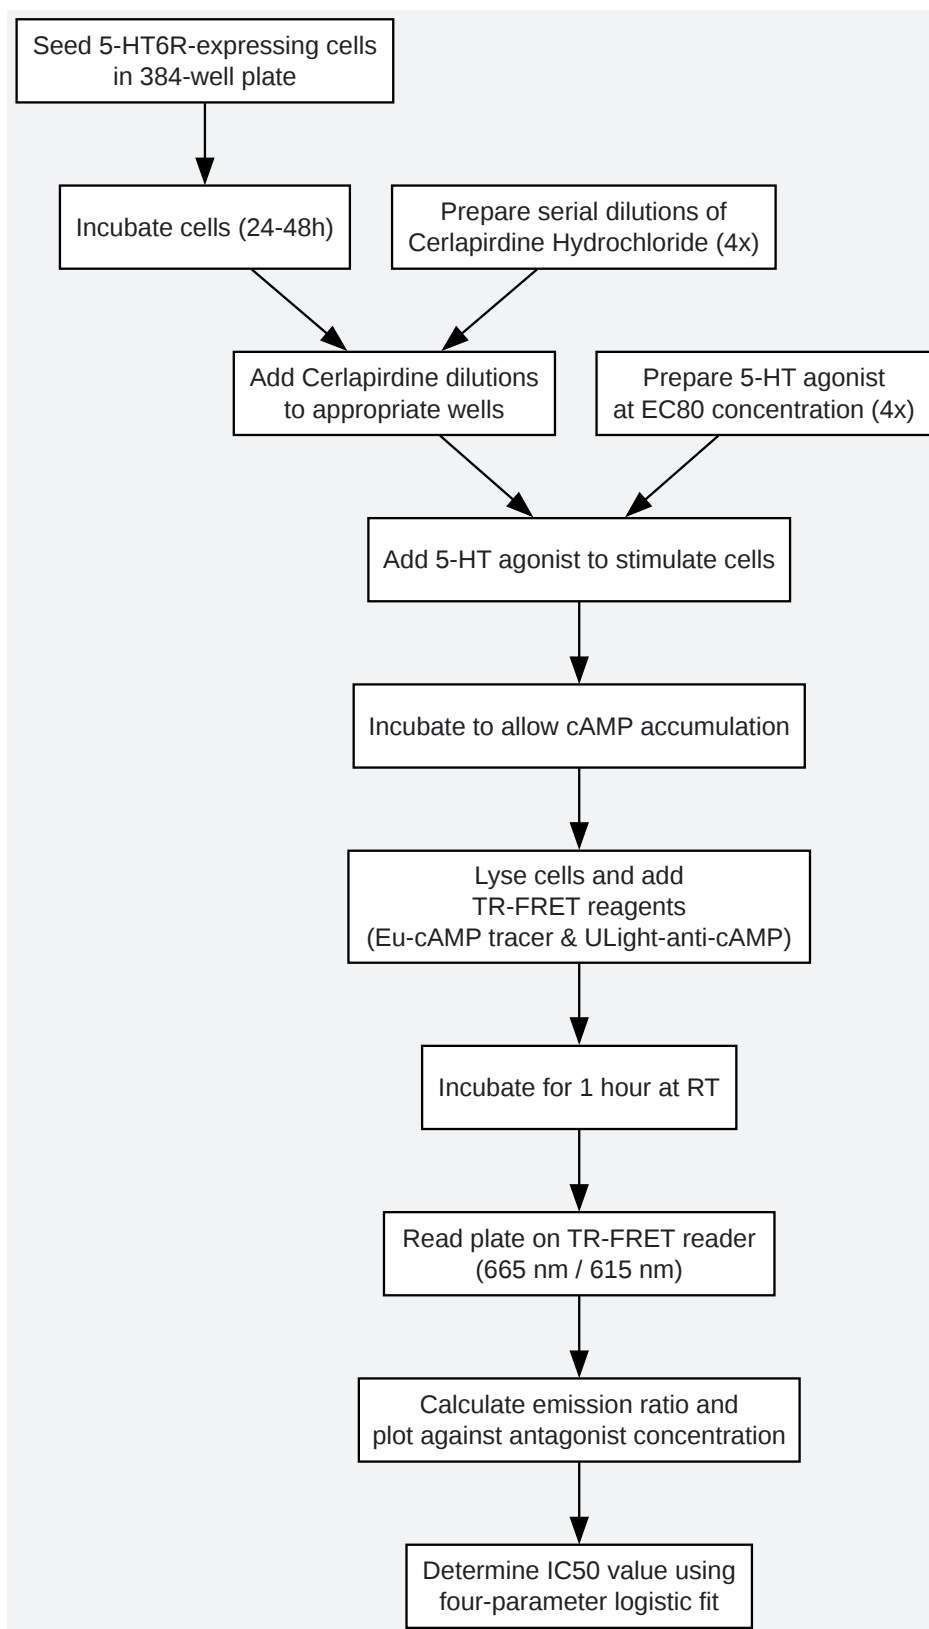 Seed 5-HT6R-expressing cells
in 384-well plate
Incubate cells (24-48h)
Prepare serial dilutions of
Cerlapirdine Hydrochloride (4x)
Add Cerlapirdine dilutions
to appropriate wells
Prepare 5-HT agonist
at EC80 concentration (4x)
Add 5-HT agonist to stimulate cells
Incubate to allow cAMP accumulation
Lyse cells and add
TR-FRET reagents
(Eu-cAMP tracer & ULight-anti-cAMP)
Incubate for 1 hour at RT
Read plate on TR-FRET reader
(665 nm / 615 nm)
Calculate emission ratio and
plot against antagonist concentration
Determine IC50 value using
four-parameter logistic fit